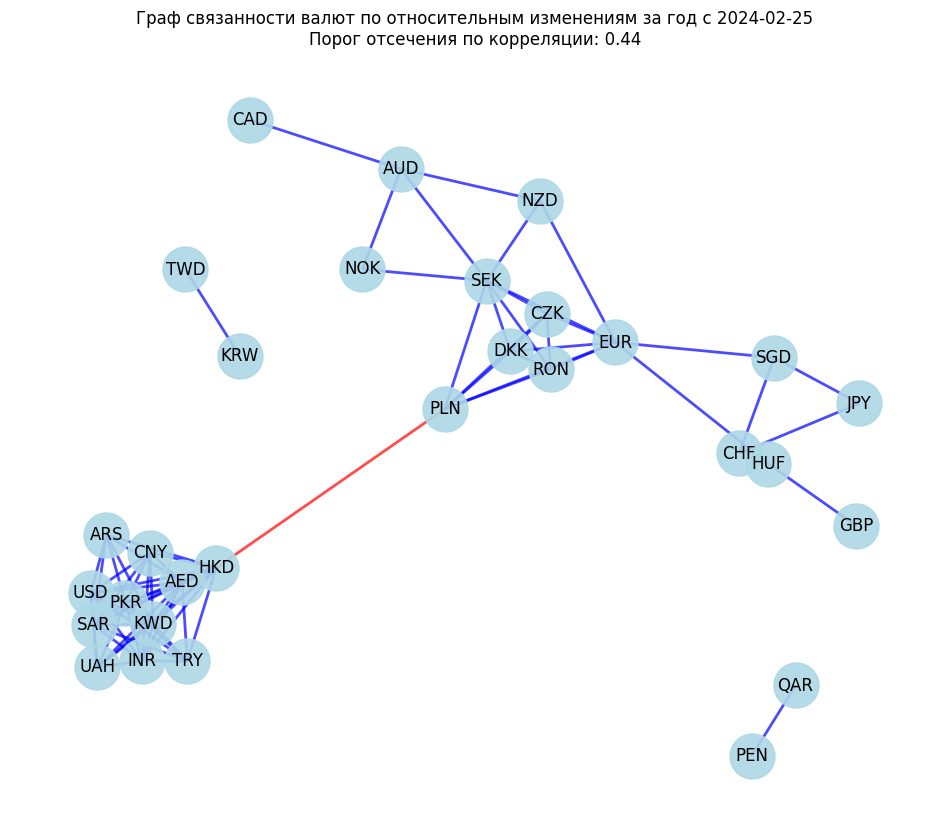 Граф связанности валют по относительным изменениям за год с 2024-02-25
Порог отсечения по корреляции: 0.44
CAD
AUD
NZD
TWD
NOK
SEK
CZK
KRW
DKK
EUR
RON
SGD
PLN
JPY
CHF
HUF
GBP
ARS
CNY
HKD
AED
USD
PKR
SAR
KWD
UAH
INR
TRY
QAR
PEN